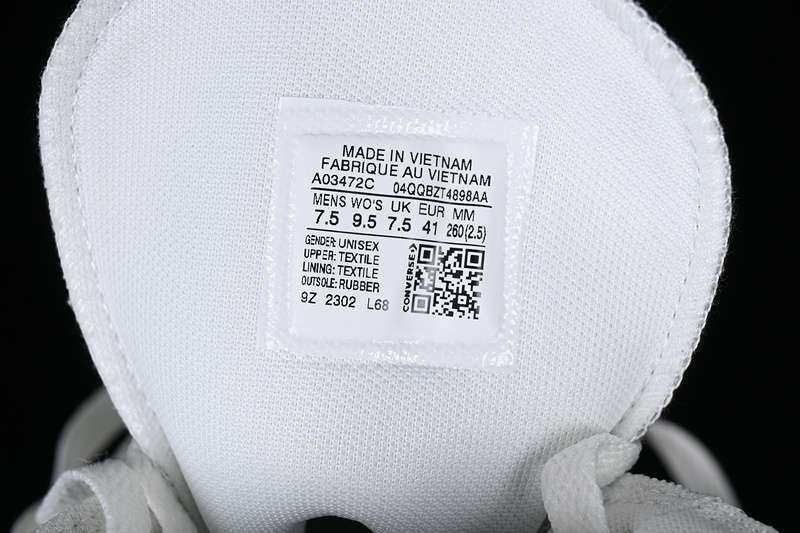 MADE IN VIETNAM
FABRIQUE AU VIETNAM
A03472C 04QQBZT4898AA
MENS WO'S UK EUR MM
7.5 9.5 7.5 41 260(2.5)
GENDER: UNISEX
UPPER: TEXTILE
LINING: TEXTILE
OUTSOLE: RUBBER
9Z 2302 L68
CONVERSE